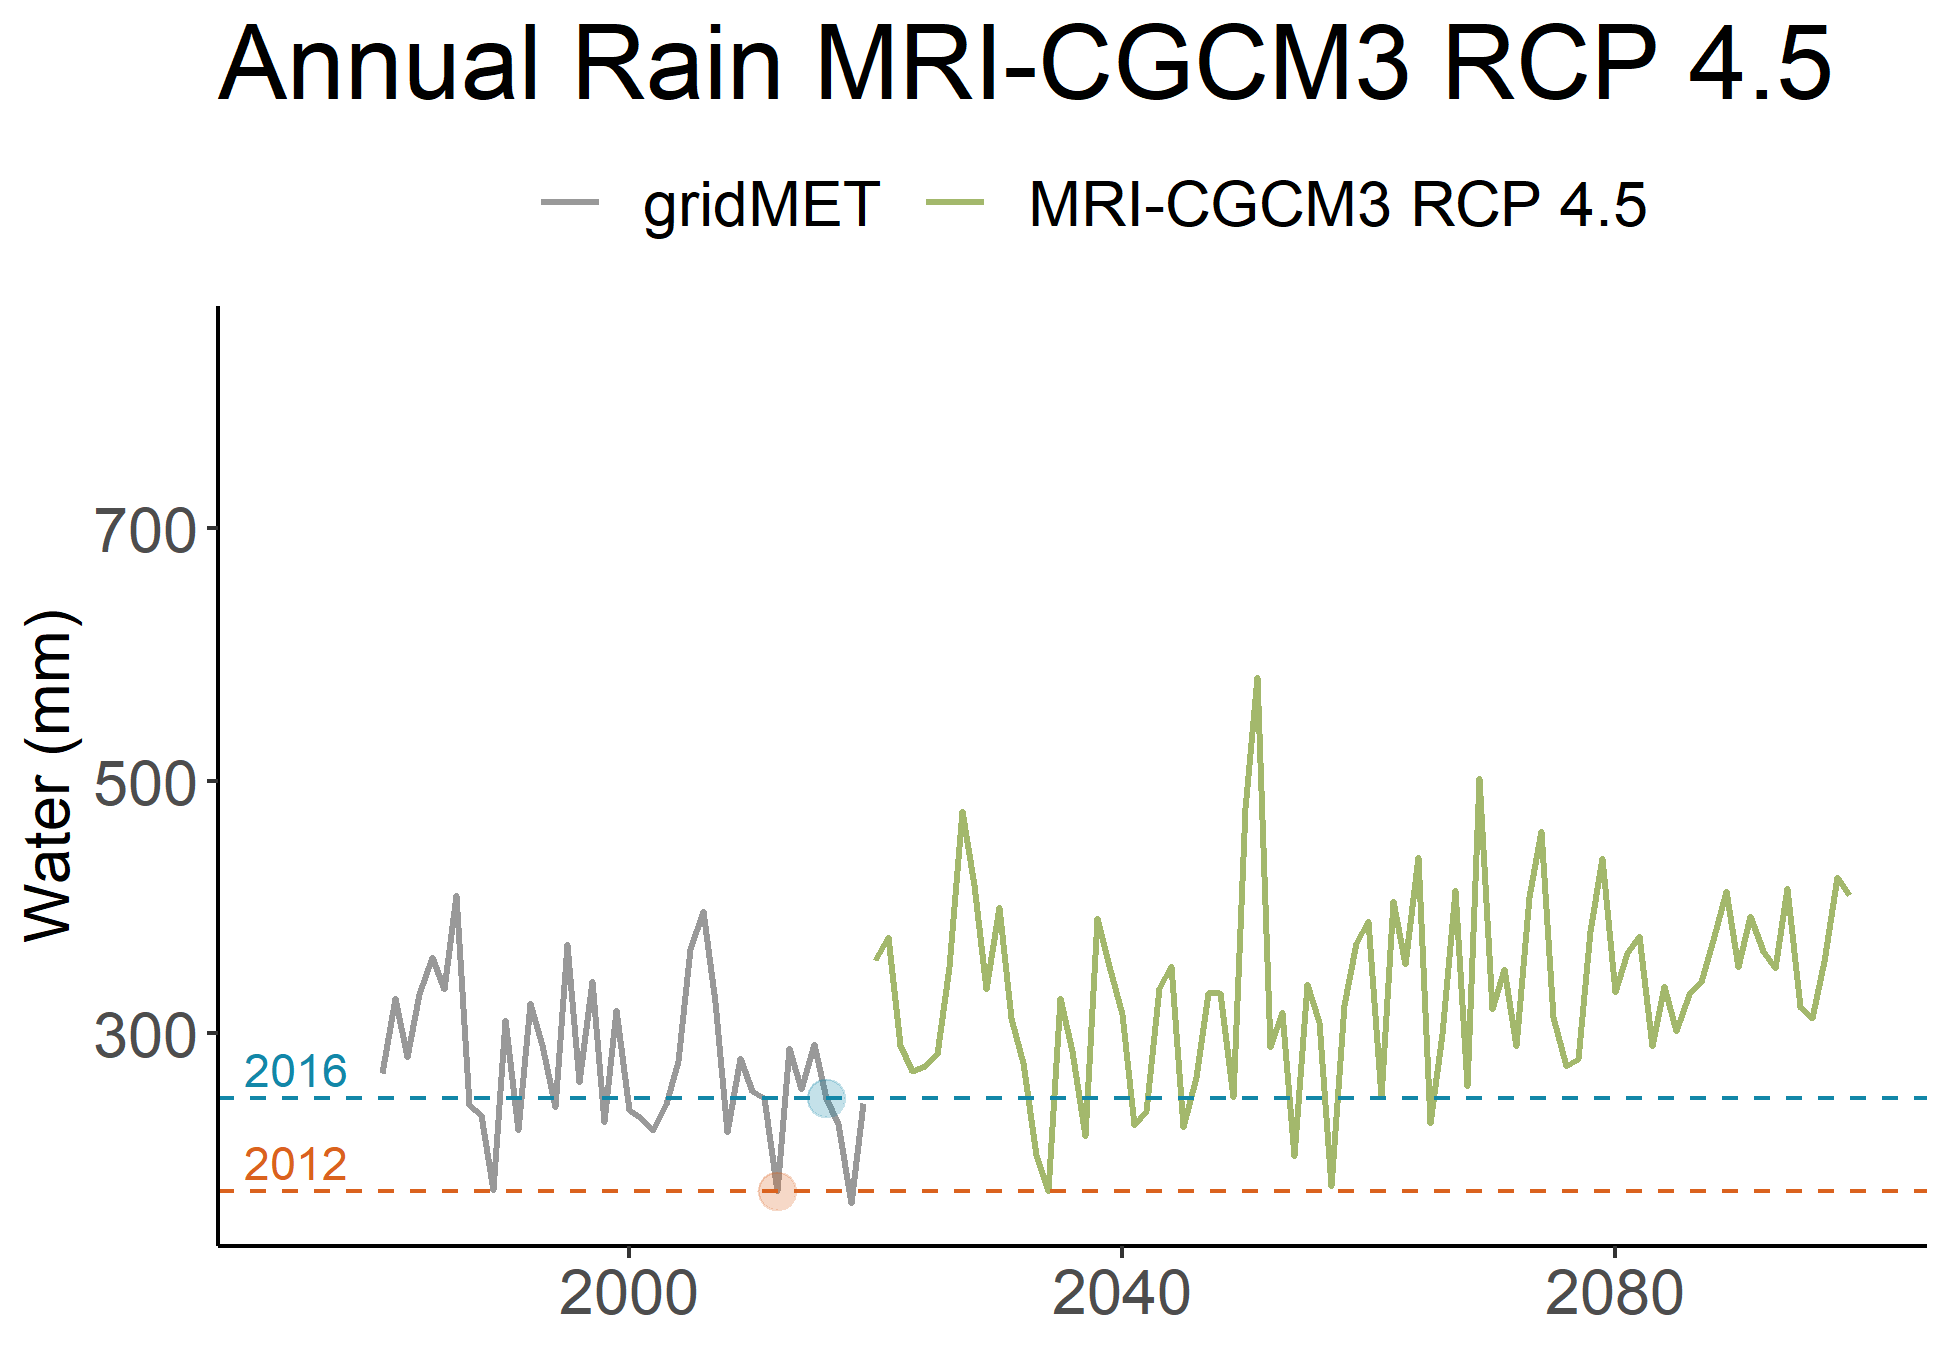 Annual Rain MRI-CGCM3 RCP 4.5
gridMET MRI-CGCM3 RCP 4.5
Water (mm)
700
500
300
2016
2012
2000 2040 2080